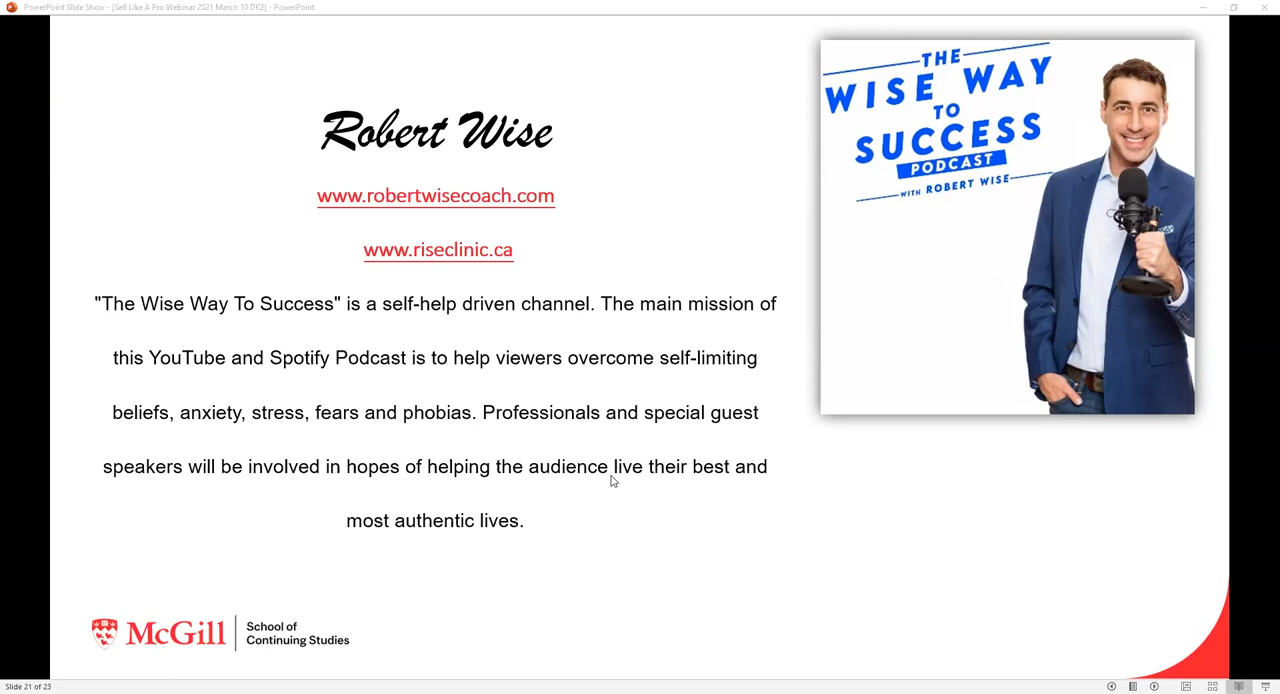 PowerPoint Slide Show - [Sell Like A Pro Webinar 2021 March 10 DK2] - PowerPoint
Robert Wise
www.robertwisecoach.com
www.riseclinic.ca
"The Wise Way To Success" is a self-help driven channel. The main mission of
this YouTube and Spotify Podcast is to help viewers overcome self-limiting
beliefs, anxiety, stress, fears and phobias. Professionals and special guest
speakers will be involved in hopes of helping the audience live their best and
most authentic lives.
THE
WISE WAY
TO
SUCCESS
PODCAST
WITH ROBERT WISE
McGill
School of
Continuing Studies
Slide 21 of 23